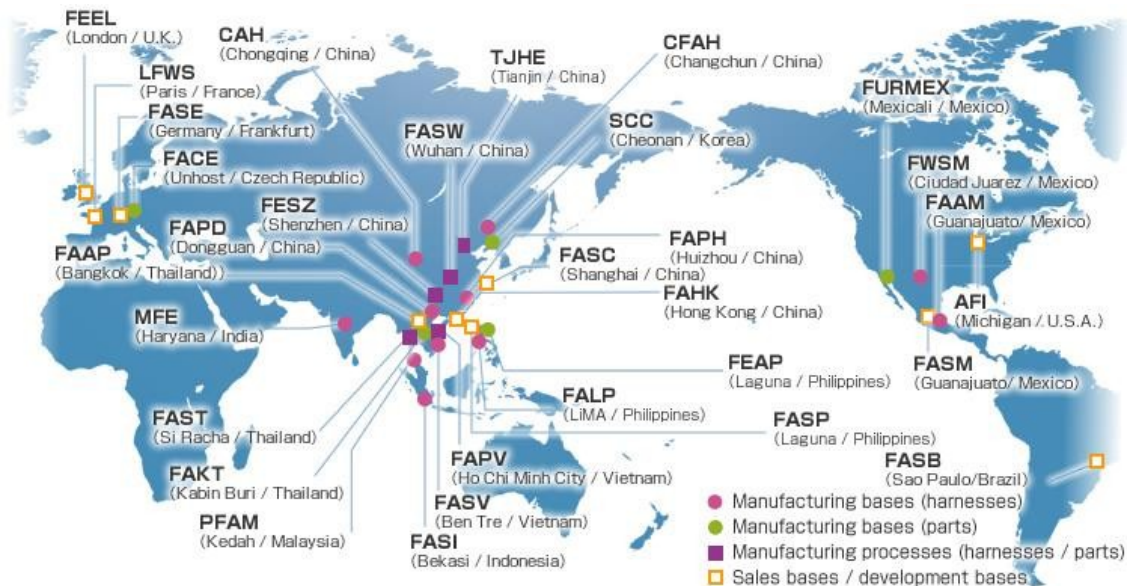 FEEL
(London / U.K.)
LFWS
(Paris / France)
FASE
(Germany / Frankfurt)
FACE
(Unhost / Czech Republic)
FESZ
(Shenzhen / China)
FAPD
(Dongguan / China)
FAAP
(Bangkok / Thailand))
MFE
(Haryana / India)
FAST
(Si Racha / Thailand)
FAKT
(Kabin Buri / Thailand)
PFAM
(Kedah / Malaysia)
CAH
(Chongqing / China)
FASW
(Wuhan / China)
TJHE
(Tianjin / China)
CFAH
(Changchun / China)
SCC
(Cheonan / Korea)
FAPH
(Huizhou / China)
FASC
(Shanghai / China)
FAHK
(Hong Kong / China)
FEAP
(Laguna / Philippines)
FALP
(LiMA / Philippines)
FASP
(Laguna / Philippines)
FAPV
(Ho Chi Minh City / Vietnam)
FASV
(Ben Tre / Vietnam)
FASI
(Bekasi / Indonesia)
FURMEX
(Mexicali / Mexico)
FWSM
(Ciudad Juarez / Mexico)
FAAM
(Guanajuato/ Mexico)
AFI
(Michigan / U.S.A.)
FASM
(Guanajuato/ Mexico)
FASB
(Sao Paulo/Brazil)
Manufacturing bases (harnesses)
Manufacturing bases (parts)
Manufacturing processes (harnesses / parts)
Sales bases / development bases